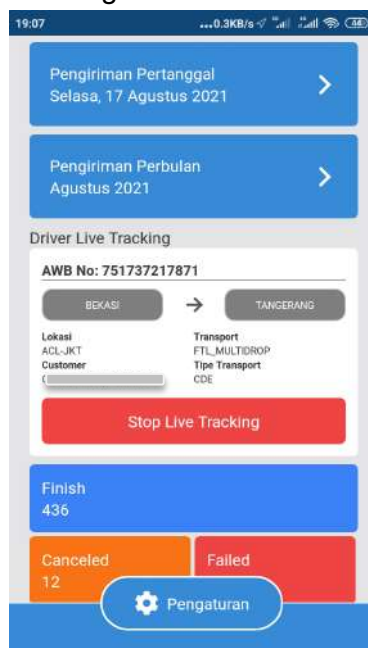 19:07
...0.3KB/s
44
Pengiriman Pertanggal
Selasa, 17 Agustus 2021
Pengiriman Perbulan
Agustus 2021
Driver Live Tracking
AWB No: 751737217871
BEKASI
TANGERANG
Lokasi
Transport
ACL-JKT
FTL_MULTIDROP
Customer
Tipe Transport
CDE
Stop Live Tracking
Finish
436
Canceled
Failed
12
Pengaturan